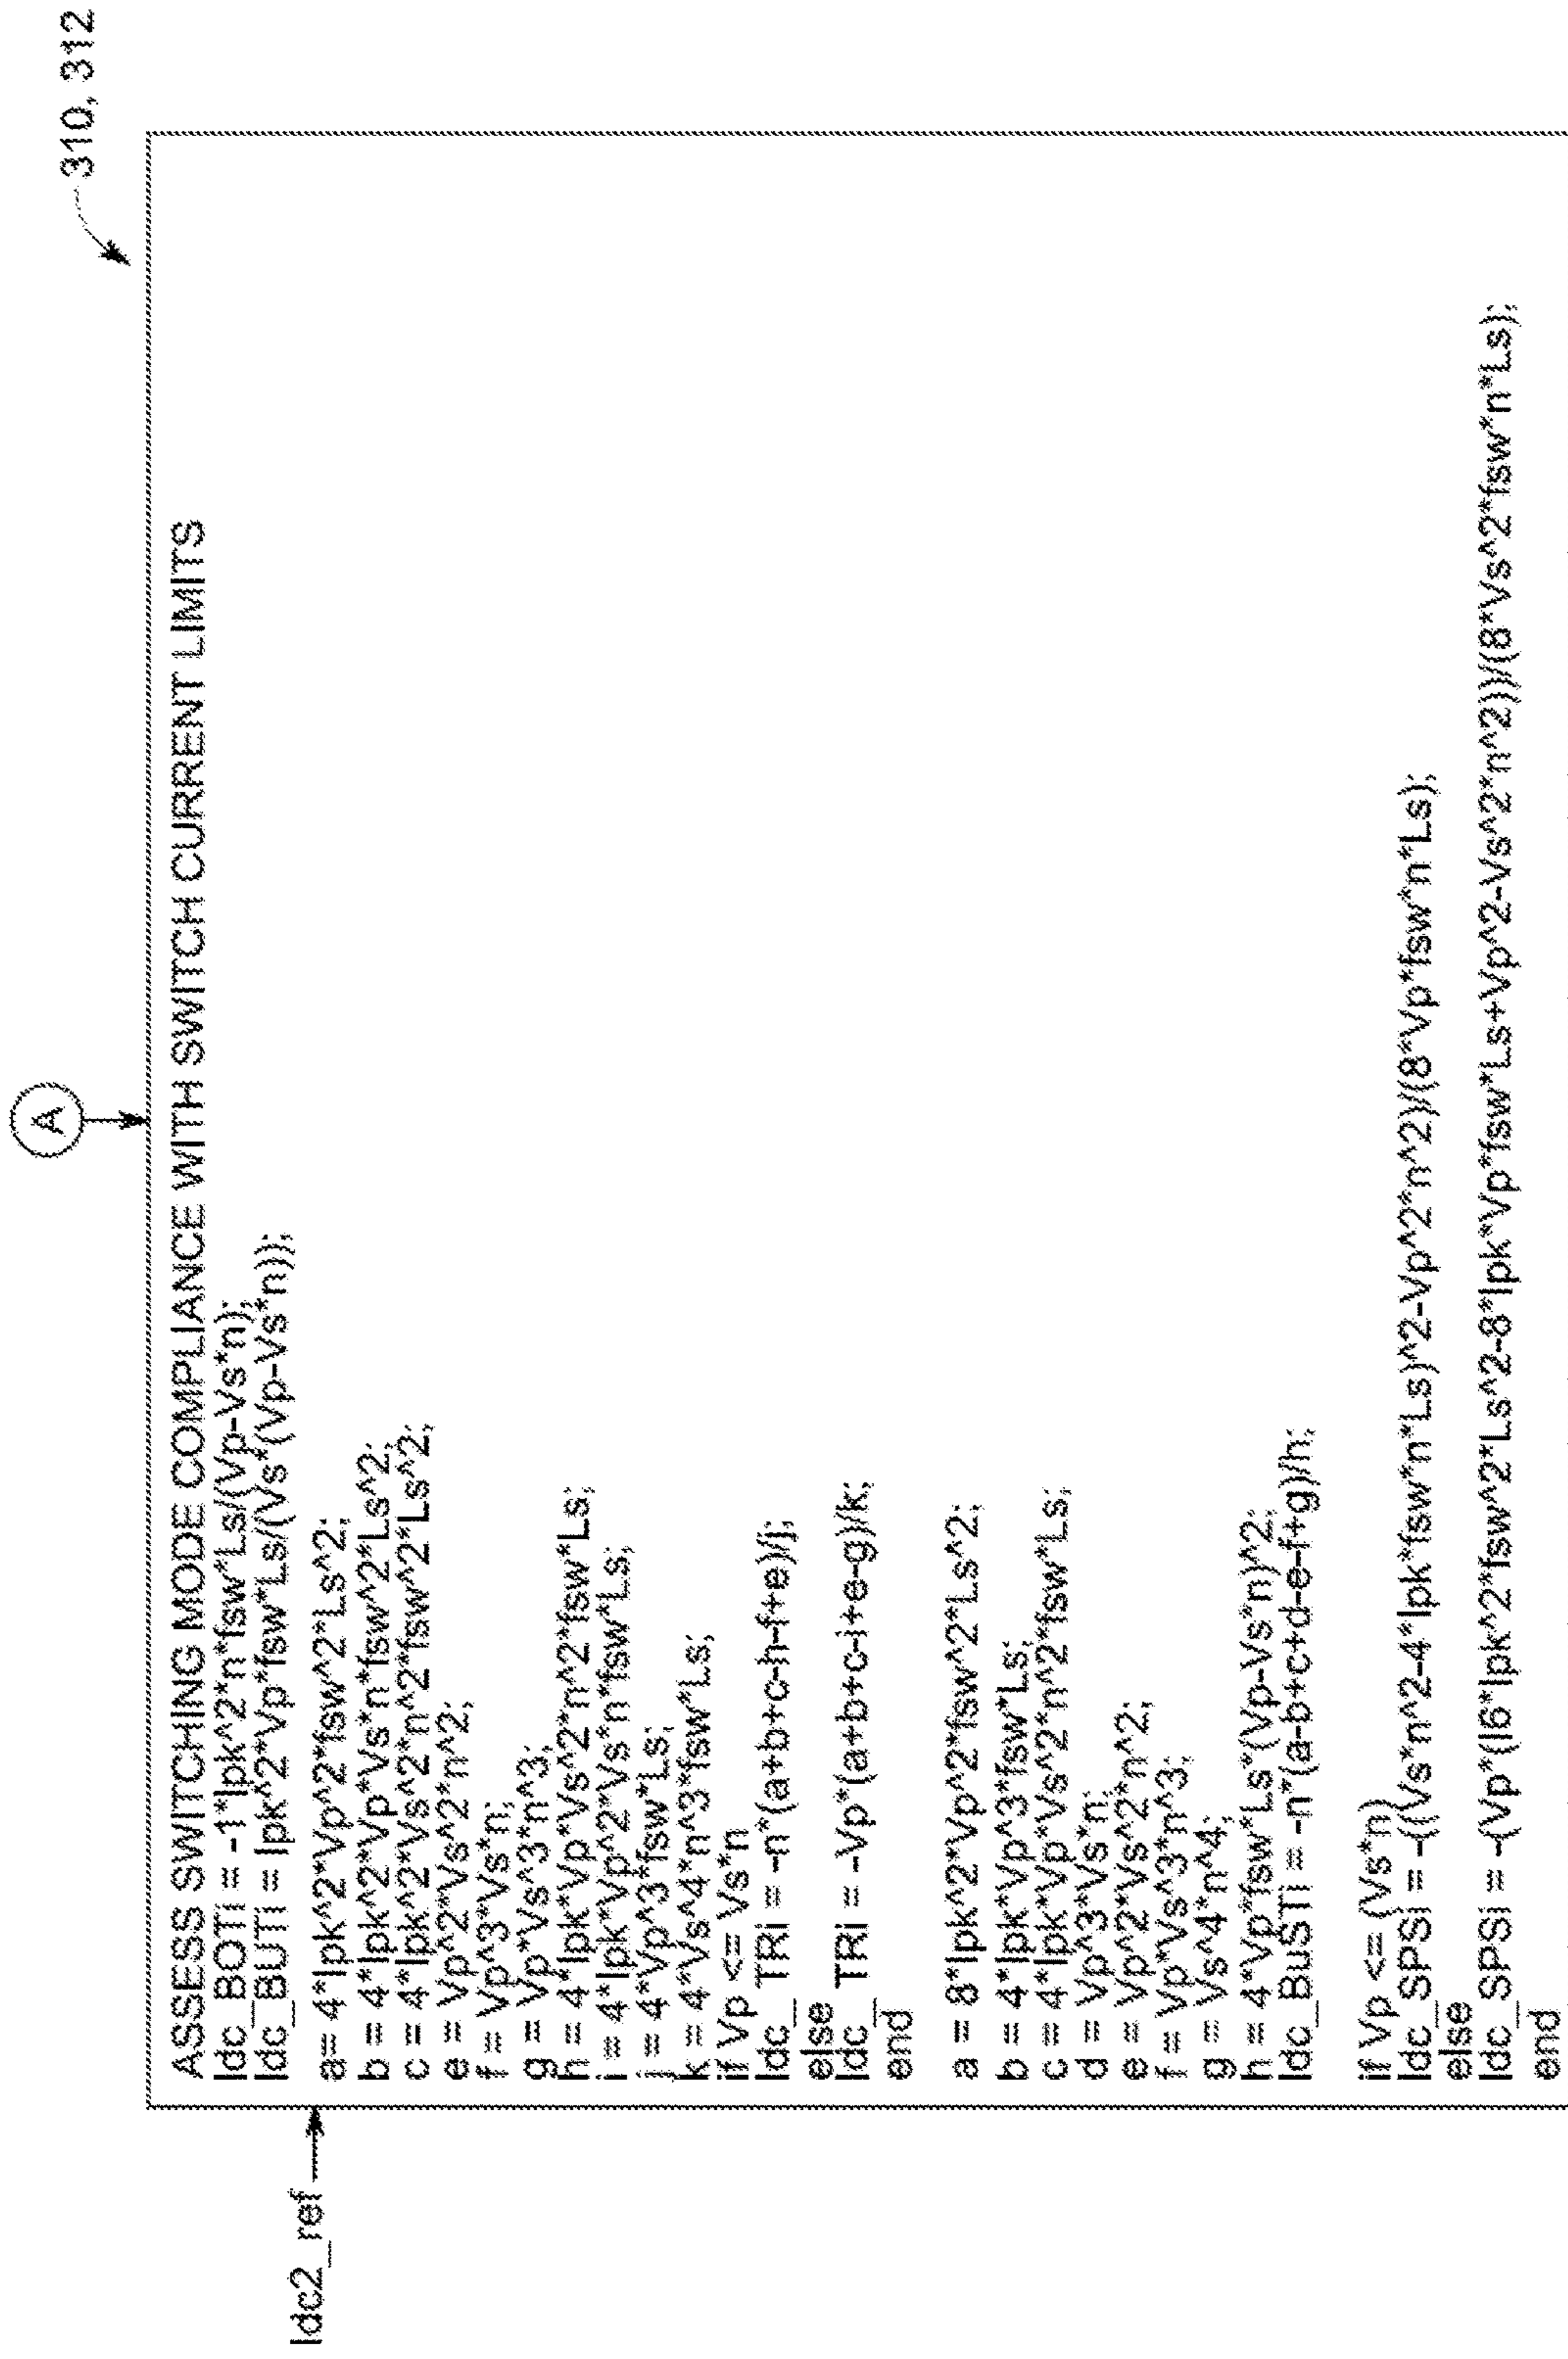 310, 312
A
Idc2_ref
ASSESS SWITCHING MODE COMPLIANCE WITH SWITCH CURRENT LIMITS
Idc_BOTi = -1*Ipk^2*n*fsw*Ls/(Vp-Vs*n);
Idc_BUTi = Ipk^2*Vp*fsw*Ls/(Vs*(Vp-Vs*n));
a= 4*Ipk^2*Vp^2*fsw^2*Ls^2;
b = 4*Ipk^2*Vp*Vs*n*fsw^2*Ls^2;
c = 4*Ipk^2*Vs^2*n^2*fsw^2*Ls^2;
e = Vp^2*Vs^2*n^2;
f = Vp^3*Vs*n;
g = Vp*Vs^3*n^3;
h = 4*Ipk*Vp*Vs^2*n^2*fsw*Ls;
i = 4*Ipk*Vp^2*Vs*n*fsw*Ls;
j = 4*Vp^3*fsw*Ls;
k = 4*Vs^4*n^3*fsw*Ls;
if Vp <= Vs*n
Idc_TRi = -n*(a+b+c-h-f+e)/j;
else
Idc_TRi = -Vp*(a+b+c-i+e-g)/k;
end
a = 8*Ipk^2*Vp^2*fsw^2*Ls^2;
b = 4*Ipk*Vp^3*fsw*Ls;
c = 4*Ipk*Vp*Vs^2*n^2*fsw*Ls;
d = Vp^3*Vs*n;
e = Vp^2*Vs^2*n^2;
f = Vp*Vs^3*n^3;
g = Vs^4*n^4;
h = 4*Vp*fsw*Ls*(Vp-Vs*n)^2;
Idc_BuSTi = -n*(a-b+c+d-e-f+g)/h;
if Vp <= (Vs*n)
Idc_SPSi = -((Vs*n^2-4*Ipk*fsw*n*Ls)^2-Vp^2*n^2)/(8*Vp*fsw*n*Ls);
else
Idc_SPSi = -(Vp*(I6*Ipk^2*fsw^2*Ls^2-8*Ipk*Vp*fsw*Ls+Vp^2-Vs^2*n^2))/(8*Vs^2*fsw*n*Ls);
end